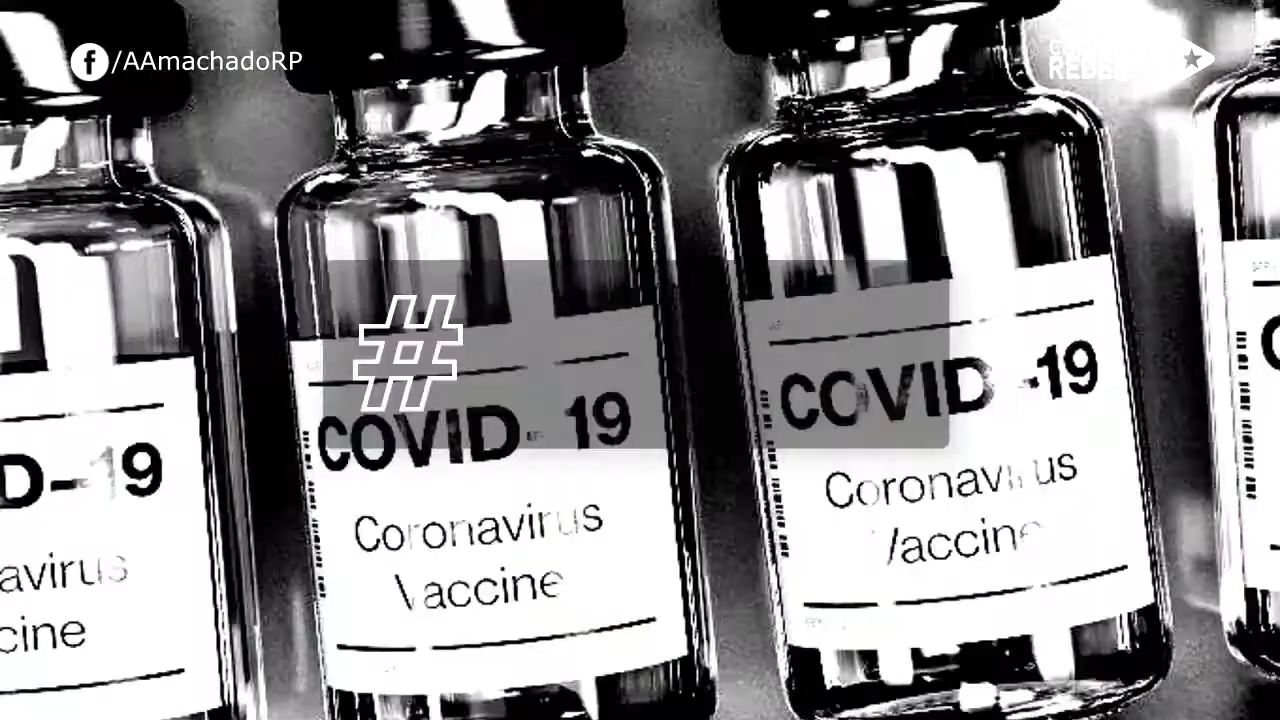 /AAmachadoRP
#
D-19
avirus
cine
COVID-19
Coronavirus
Vaccine
COVID-19
Coronavirus
Vaccine